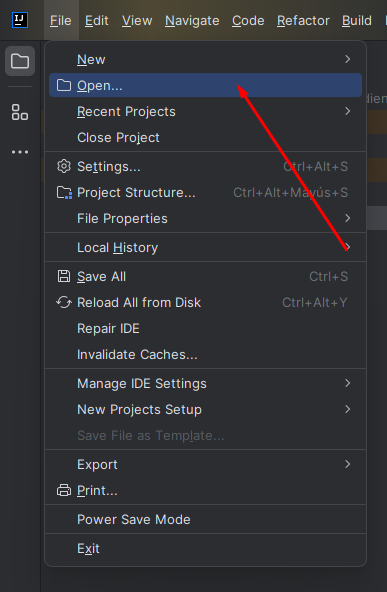 IJ
File Edit View Navigate Code Refactor Build
New
Open...
Recent Projects
Close Project
Settings... Ctrl+Alt+S
Project Structure... Ctrl+Alt+Mayús+S
File Properties
Local History
Save All Ctrl+S
Reload All from Disk Ctrl+Alt+Y
Repair IDE
Invalidate Caches...
Manage IDE Settings
New Projects Setup
Save File as Template...
Export
Print...
Power Save Mode
Exit